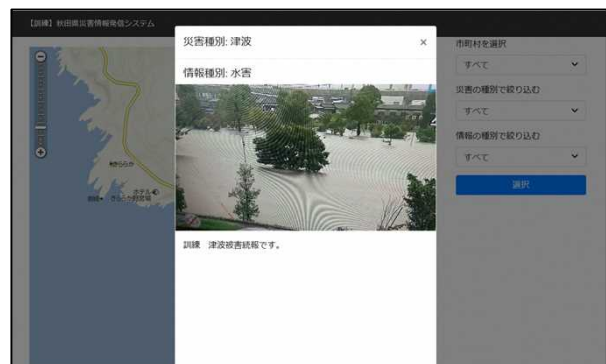 【訓練】秋田県災害情報発信システム
災害種別: 津波
×
情報種別: 水害
訓練 津波被害続報です。
市町村を選択
すべて
災害の種別で絞り込む
すべて
情報の種別で絞り込む
すべて
選択